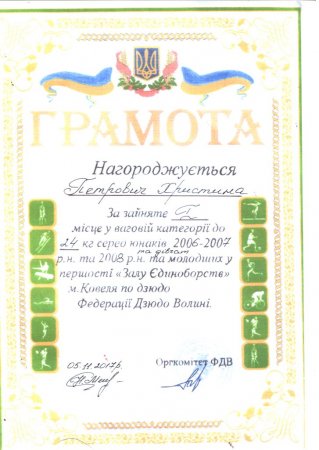 ГРАМОТА
Нагороджується
Петрович Христина
За зайняте I
місце у ваговій категорії до
24 кг серед юнаків 2006-2007
та дівчат
р.н. та 2008 р.н. та молодших у
першості «Залу Єдиноборств»
м.Ковеля по дзюдо
Федерації Дзюдо Волині.
05.11.2017р.
Оргкомітет ФДВ